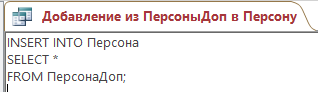 Добавление из ПерсоныДоп в Персону
INSERT INTO Персона
SELECT *
FROM ПерсонаДоп;